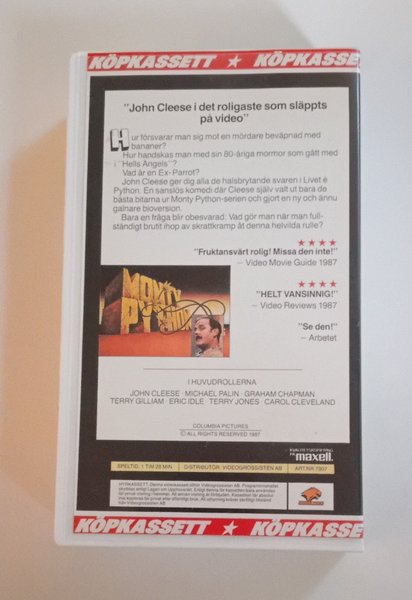 KÖPKASSETT ★ KÖPKASSE
"John Cleese i det roligaste som släppts
på video"
Hur försvarar man sig mot en mördare beväpnad med
bananer?
Hur handskas man med sin 80-åriga mormor som gått med
i "Hells Angels"?
Vad är en Ex-Parrot?
John Cleese ger dig alla de halsbrytande svaren i Livet é
Python. En sanslös komedi där Cleese själv valt ut bara de
bästa bitarna ur Monty Python-serien och gjort en ny och ännu
galnare bioversion.
Bara en fråga blir obesvarad: Vad gör man när man full-
ständigt brutit ihop av skrattkramp åt denna helvilda rulle?
★★★★
"Fruktansvärt rolig! Missa den inte!"
– Video Movie Guide 1987
★★★★
"HELT VANSINNIG!"
– Video Reviews 1987
"Se den!"
– Arbetet
MONTY
PYTHON
I HUVUDROLLERNA
JOHN CLEESE · MICHAEL PALIN · GRAHAM CHAPMAN
TERRY GILLIAM · ERIC IDLE · TERRY JONES · CAROL CLEVELAND
COLUMBIA PICTURES
© ALL RIGHTS RESERVED 1987
maxell
SPELTID: 1 TIM 28 MIN.
DISTRIBUTÖR: VIDEOGROSSISTEN AB
ART.NR 7307
KÖPKASSETT ★ KÖPKASSE